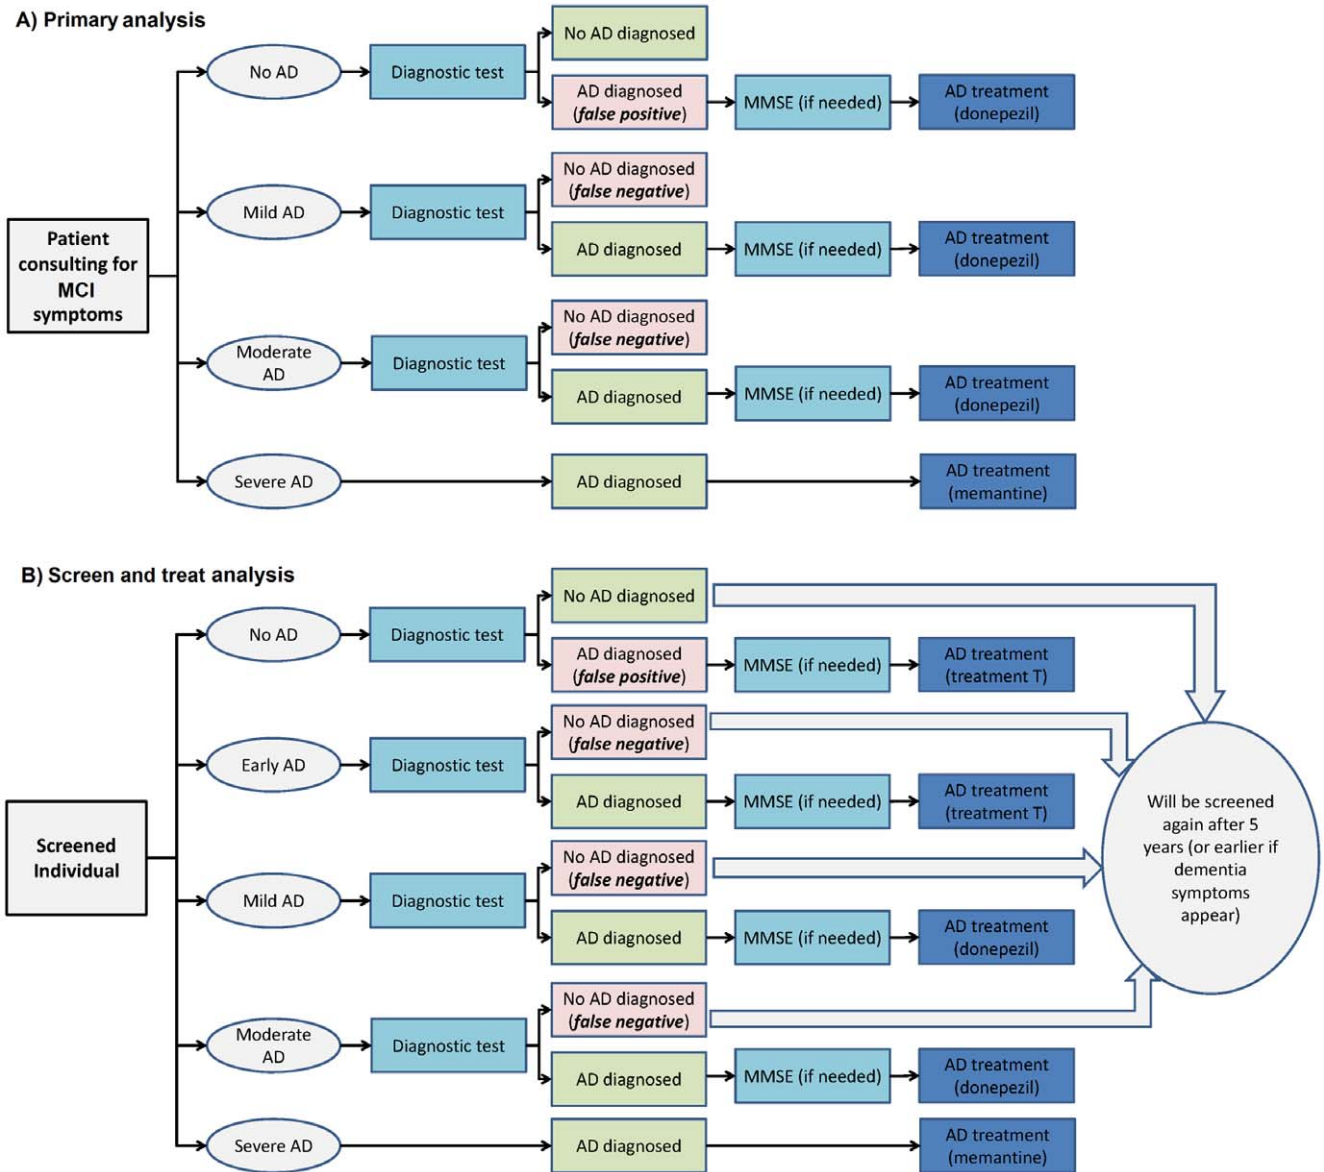 A) Primary analysis
No AD diagnosed
No AD
Diagnostic test
AD diagnosed
(false positive)
MMSE (if needed)
AD treatment
(donepezil)
No AD diagnosed
(false negative)
Mild AD
Diagnostic test
AD diagnosed
MMSE (if needed)
AD treatment
(donepezil)
Patient
consulting for
MCI
symptoms
No AD diagnosed
(false negative)
Moderate
AD
Diagnostic test
AD diagnosed
MMSE (if needed)
AD treatment
(donepezil)
Severe AD
AD diagnosed
AD treatment
(memantine)
B) Screen and treat analysis
No AD diagnosed
No AD
Diagnostic test
AD diagnosed
(false positive)
MMSE (if needed)
AD treatment
(treatment T)
No AD diagnosed
(false negative)
Early AD
Diagnostic test
AD diagnosed
MMSE (if needed)
AD treatment
(treatment T)
Will be screened
again after 5
years (or earlier if
dementia
symptoms
appear)
Screened
Individual
No AD diagnosed
(false negative)
Mild AD
Diagnostic test
AD diagnosed
MMSE (if needed)
AD treatment
(donepezil)
No AD diagnosed
(false negative)
Moderate
AD
Diagnostic test
AD diagnosed
MMSE (if needed)
AD treatment
(donepezil)
Severe AD
AD diagnosed
AD treatment
(memantine)